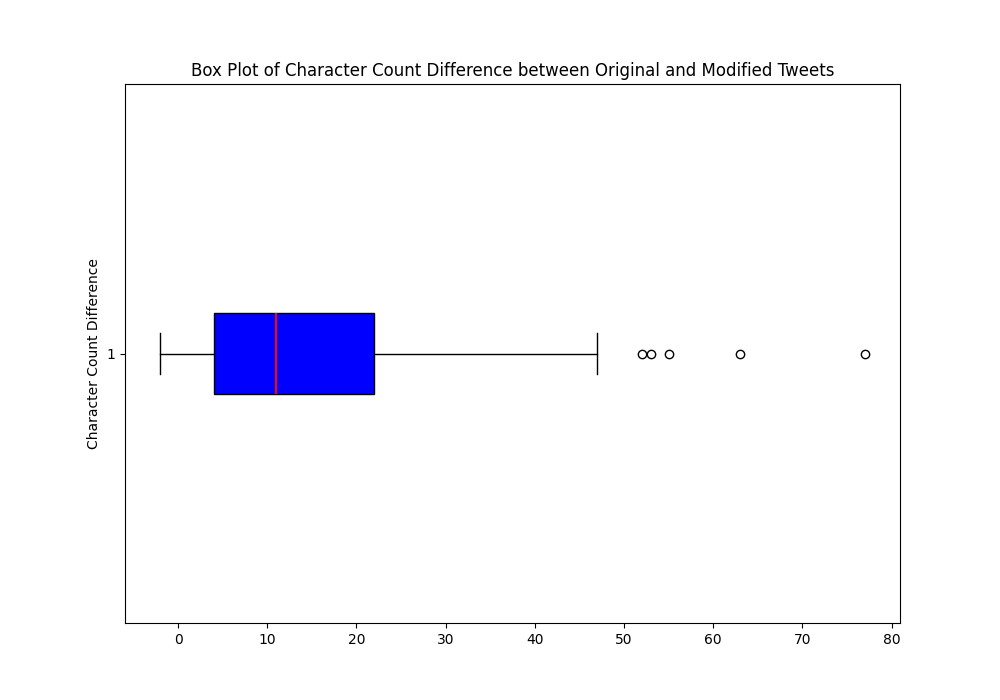 Box Plot of Character Count Difference between Original and Modified Tweets
Character Count Difference
1
0 10 20 30 40 50 60 70 80